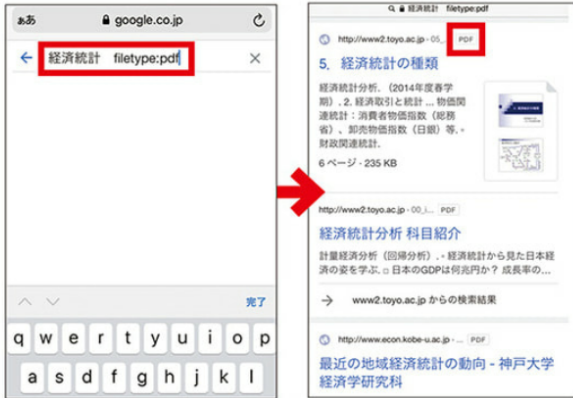 ぁあ google.co.jp
経済統計 filetype:pdf
完了
q w e r t y u i o p
a s d f g h j k l
経済統計 filetype:pdf
http://www2.toyo.ac.jp › 05_... PDF
5. 経済統計の種類
経済統計分析. (2014年度春学
期) . 2. 経済取引と統計 ... 物価関
連統計:消費者物価指数 (総務
省) 、卸売物価指数 (日銀) 等. ◦
財政関連統計.
6 ページ · 235 KB
http://www2.toyo.ac.jp › 00_i... PDF
経済統計分析 科目紹介
計量経済分析 (回帰分析) . ◦ 経済統計から見た日本経
済の姿を学ぶ. □ 日本のGDPは何兆円か? 成長率の...
www2.toyo.ac.jp からの検索結果
http://www.econ.kobe-u.ac.jp › ... PDF
最近の地域経済統計の動向 - 神戸大学
経済学研究科